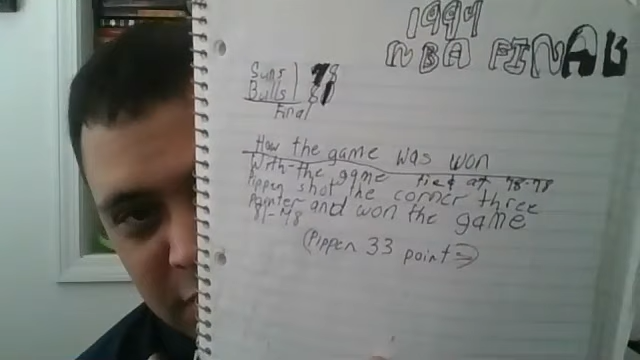 1994
NBA FINALS
Suns 78
Bulls 81
Final
How the game was won
With the game tied at 78-78
Pippen shot the corner three
pointer and won the game
81-78
(Pippen 33 points)